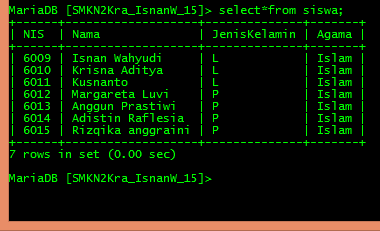 MariaDB [SMKN2Kra_IsnanW_15]> select*from siswa;
+------+-------------------+--------------+-------+
| NIS  | Nama              | JenisKelamin | Agama |
+------+-------------------+--------------+-------+
| 6009 | Isnan Wahyudi     | L            | Islam |
| 6010 | Krisna Aditya     | L            | Islam |
| 6011 | Kusnanto          | L            | Islam |
| 6012 | Margareta Luvi    | P            | Islam |
| 6013 | Anggun Prastiwi   | P            | Islam |
| 6014 | Adistin Raflesia  | P            | Islam |
| 6015 | Rizqika anggraini | P            | Islam |
+------+-------------------+--------------+-------+
7 rows in set (0.00 sec)
MariaDB [SMKN2Kra_IsnanW_15]>